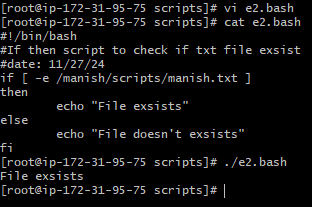 [root@ip-172-31-95-75 scripts]# vi e2.bash
[root@ip-172-31-95-75 scripts]# cat e2.bash
#!/bin/bash
#If then script to check if txt file exsist
#date: 11/27/24
if [ -e /manish/scripts/manish.txt ]
then
        echo "File exsists"
else
        echo "File doesn't exsists"
fi
[root@ip-172-31-95-75 scripts]# ./e2.bash
File exsists
[root@ip-172-31-95-75 scripts]#